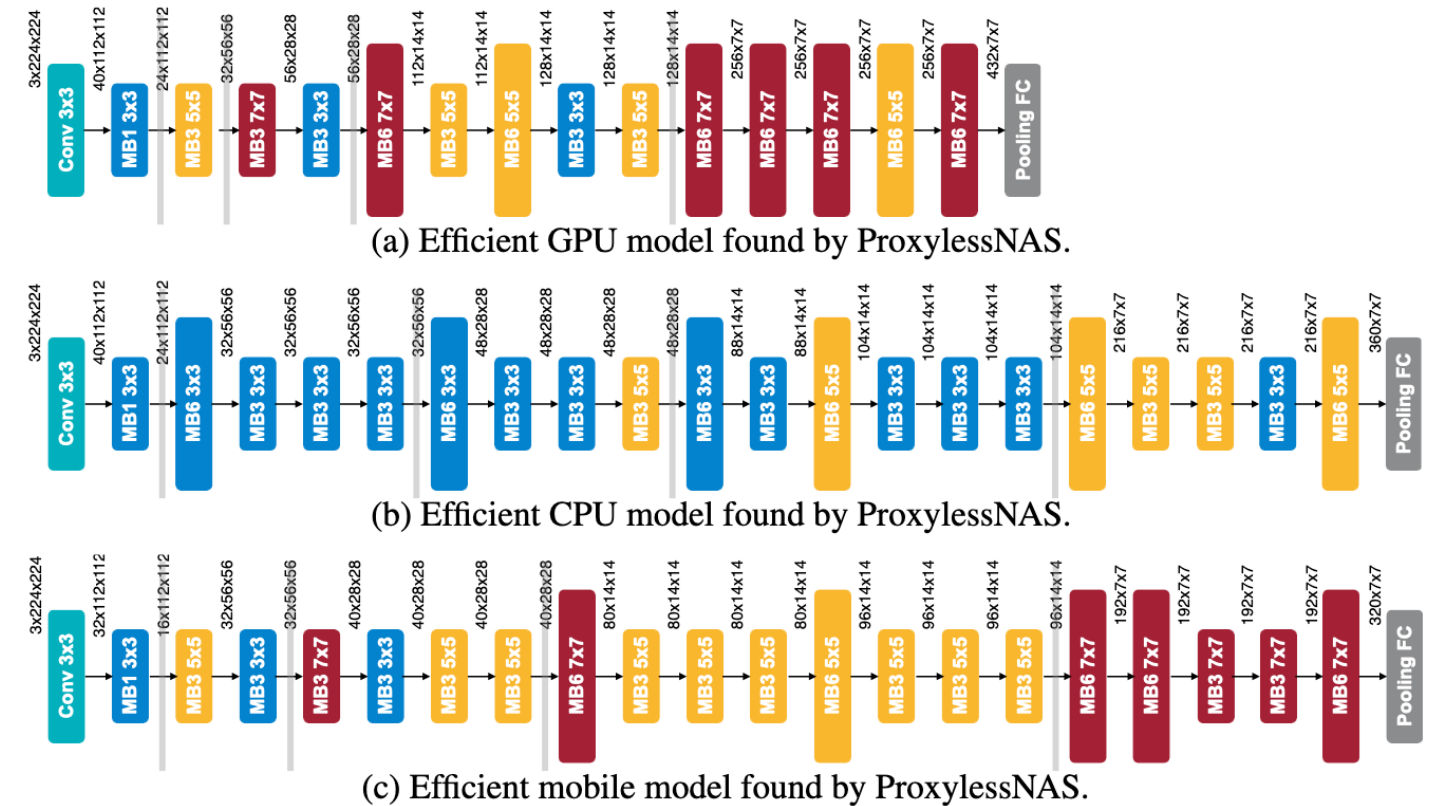 3x224x224
Conv 3x3
40x112x112
MB1 3x3
24x112x112
MB3 5x5
32x56x56
MB3 7x7
56x28x28
MB3 3x3
56x28x28
MB6 7x7
112x14x14
MB3 5x5
112x14x14
MB6 5x5
128x14x14
MB3 3x3
128x14x14
MB3 5x5
128x14x14
MB6 7x7
256x7x7
MB6 7x7
256x7x7
MB6 7x7
256x7x7
MB6 5x5
256x7x7
MB6 7x7
432x7x7
Pooling FC
(a) Efficient GPU model found by ProxylessNAS.
3x224x224
Conv 3x3
40x112x112
MB1 3x3
24x112x112
MB6 3x3
32x56x56
MB3 3x3
32x56x56
MB3 3x3
32x56x56
MB3 3x3
32x56x56
MB6 3x3
48x28x28
MB3 3x3
48x28x28
MB3 3x3
48x28x28
MB3 5x5
48x28x28
MB6 3x3
88x14x14
MB3 3x3
88x14x14
MB6 5x5
104x14x14
MB3 3x3
104x14x14
MB3 3x3
104x14x14
MB3 3x3
104x14x14
MB6 5x5
216x7x7
MB3 5x5
216x7x7
MB3 5x5
216x7x7
MB3 3x3
216x7x7
MB6 5x5
360x7x7
Pooling FC
(b) Efficient CPU model found by ProxylessNAS.
3x224x224
Conv 3x3
32x112x112
MB1 3x3
16x112x112
MB3 5x5
32x56x56
MB3 3x3
32x56x56
MB3 7x7
40x28x28
MB3 3x3
40x28x28
MB3 5x5
40x28x28
MB3 5x5
40x28x28
MB6 7x7
80x14x14
MB3 5x5
80x14x14
MB3 5x5
80x14x14
MB3 5x5
80x14x14
MB6 5x5
96x14x14
MB3 5x5
96x14x14
MB3 5x5
96x14x14
MB3 5x5
96x14x14
MB6 7x7
192x7x7
MB6 7x7
192x7x7
MB3 7x7
192x7x7
MB3 7x7
192x7x7
MB6 7x7
320x7x7
Pooling FC
(c) Efficient mobile model found by ProxylessNAS.